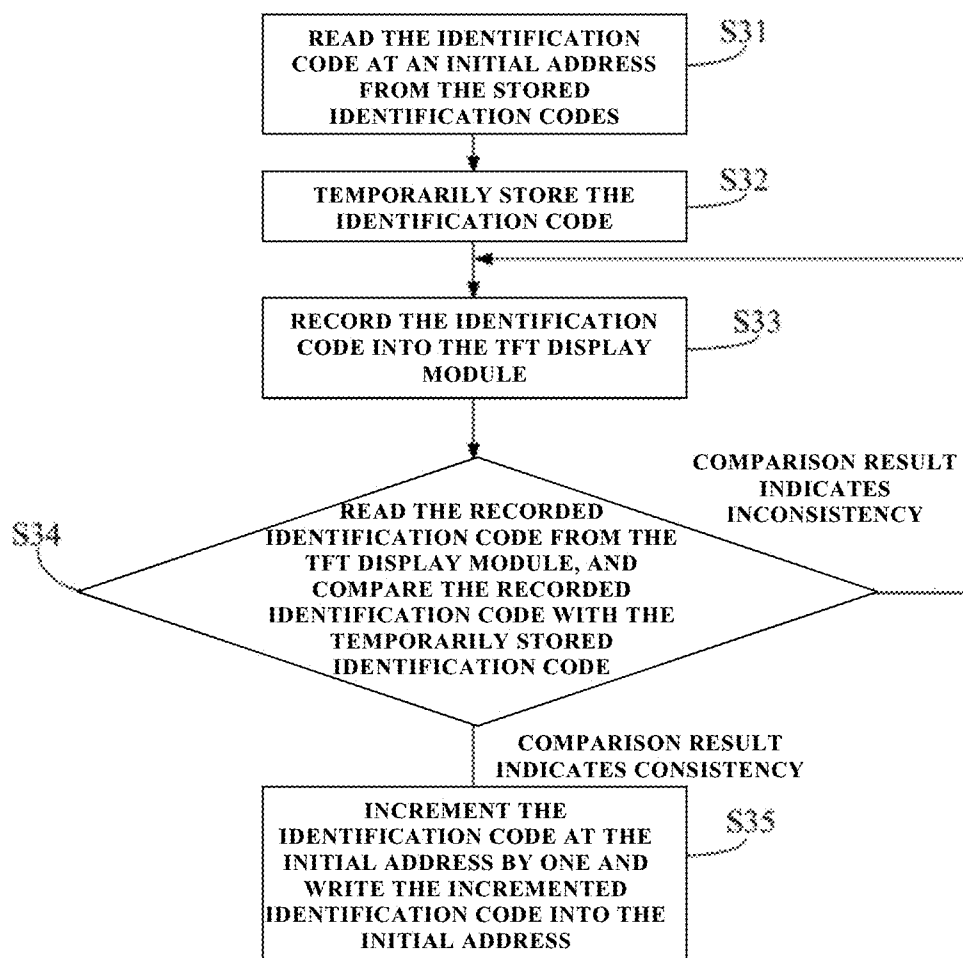 S31
READ THE IDENTIFICATION
CODE AT AN INITIAL ADDRESS
FROM THE STORED
IDENTIFICATION CODES
S32
TEMPORARILY STORE THE
IDENTIFICATION CODE
S33
RECORD THE IDENTIFICATION
CODE INTO THE TFT DISPLAY
MODULE
COMPARISON RESULT
INDICATES
INCONSISTENCY
S34
READ THE RECORDED
IDENTIFICATION CODE FROM THE
TFT DISPLAY MODULE, AND
COMPARE THE RECORDED
IDENTIFICATION CODE WITH THE
TEMPORARILY STORED
IDENTIFICATION CODE
COMPARISON RESULT
INDICATES CONSISTENCY
S35
INCREMENT THE
IDENTIFICATION CODE AT THE
INITIAL ADDRESS BY ONE AND
WRITE THE INCREMENTED
IDENTIFICATION CODE INTO THE
INITIAL ADDRESS